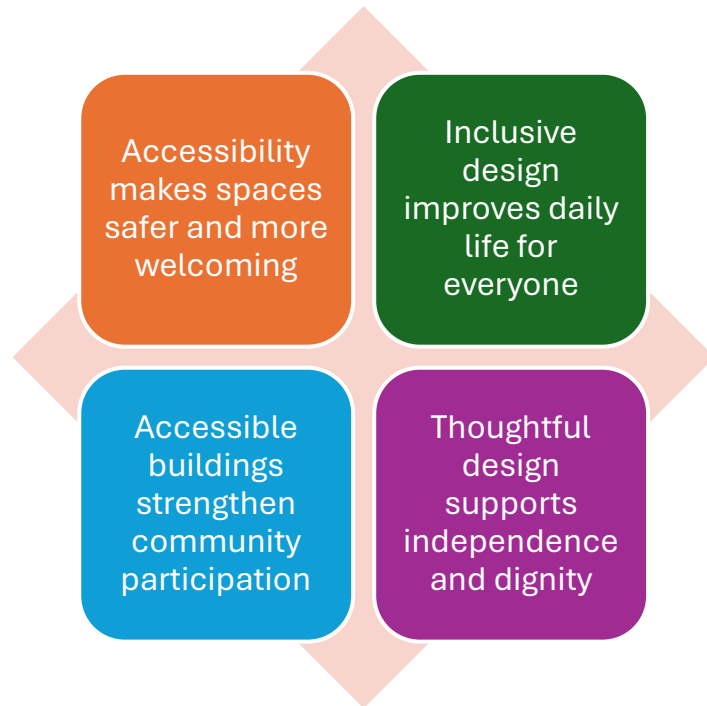 Accessibility
makes spaces
safer and more
welcoming
Inclusive
design
improves daily
life for
everyone
Accessible
buildings
strengthen
community
participation
Thoughtful
design
supports
independence
and dignity